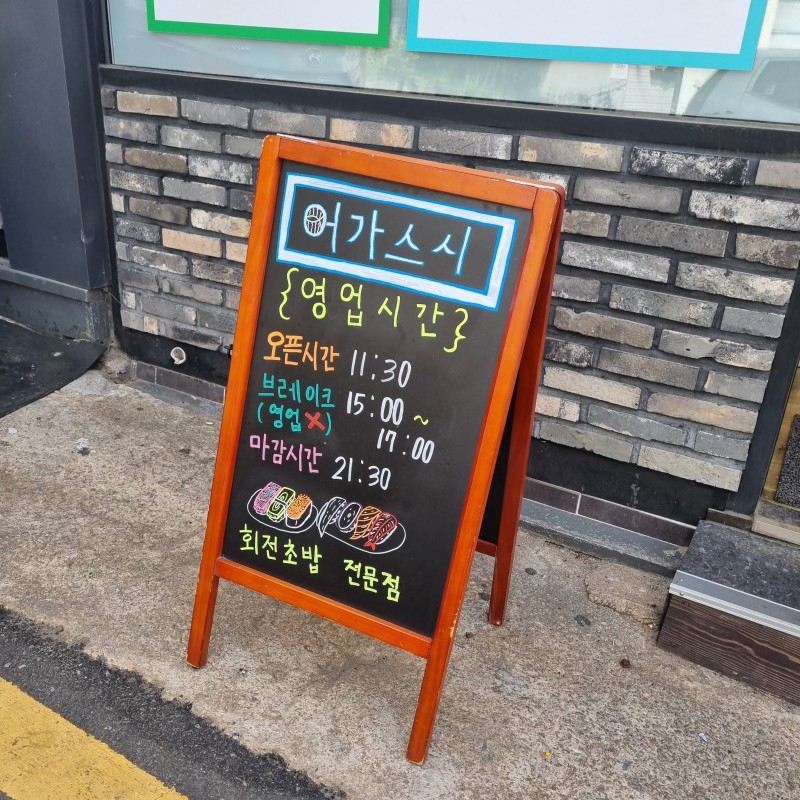 어가스시
{영업시간}
오픈시간 11:30
브레이크 15:00 ~
(영업X) 17:00
마감시간 21:30
회전초밥 전문점